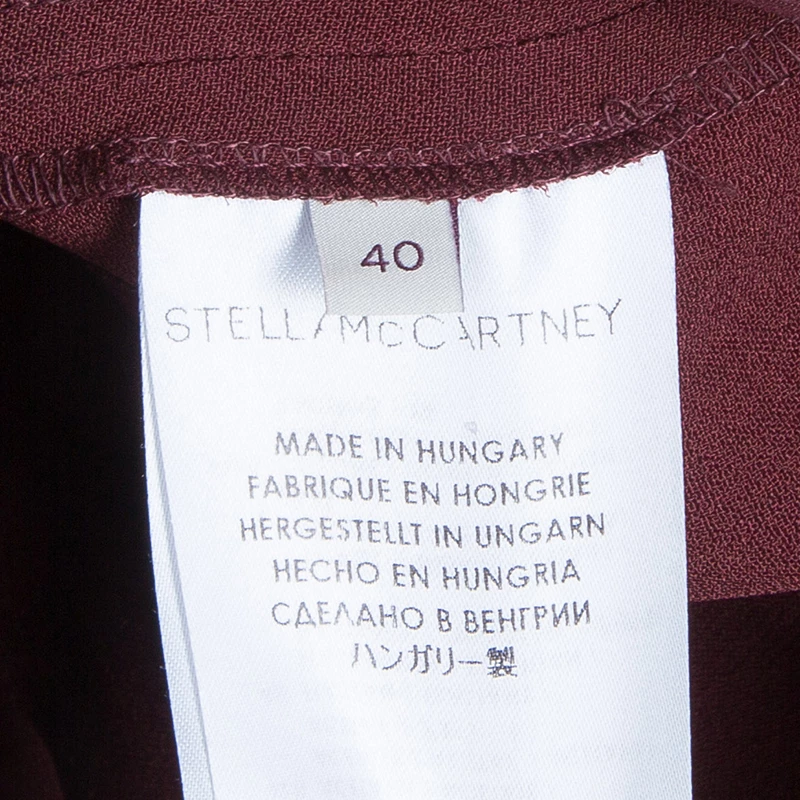 40
STELLA McCARTNEY
MADE IN HUNGARY
FABRIQUE EN HONGRIE
HERGESTELLT IN UNGARN
HECHO EN HUNGRIA
СДЕЛАНО В ВЕНГРИИ
ハンガリー製